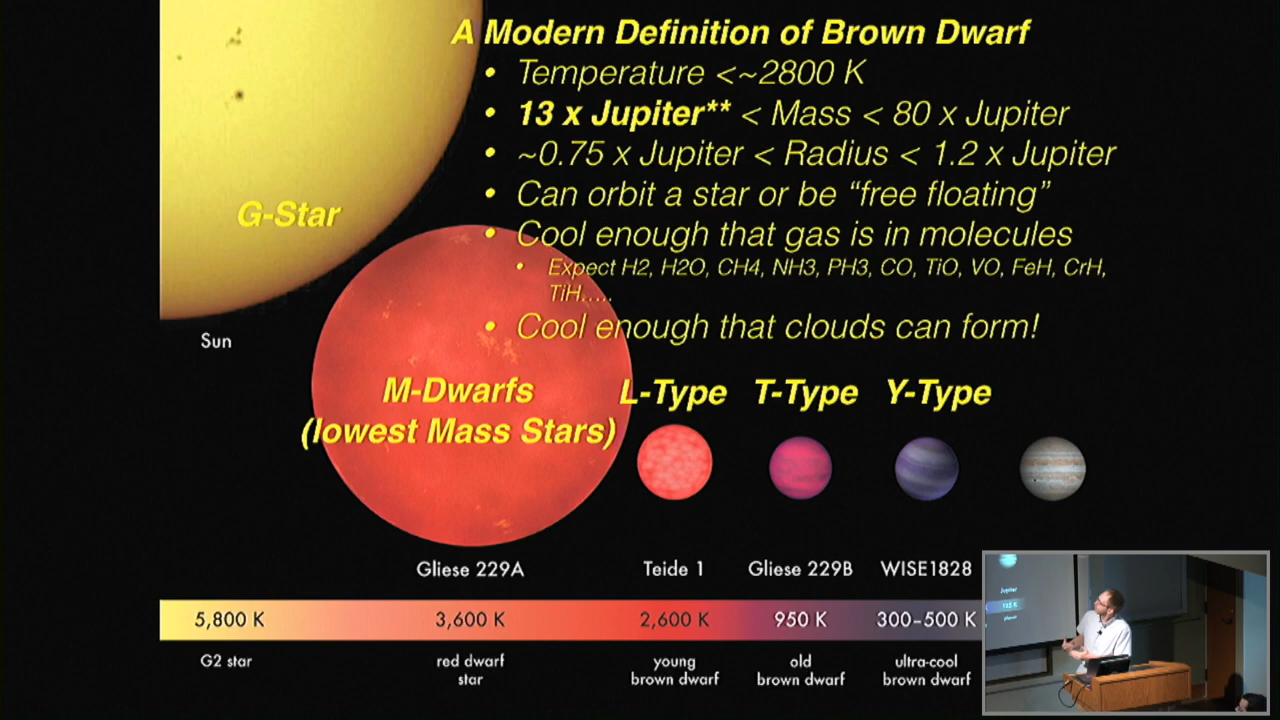 A Modern Definition of Brown Dwarf
• Temperature <~2800 K
• 13 x Jupiter** < Mass < 80 x Jupiter
• ~0.75 x Jupiter < Radius < 1.2 x Jupiter
• Can orbit a star or be “free floating”
• Cool enough that gas is in molecules
• Expect H2, H2O, CH4, NH3, PH3, CO, TiO, VO, FeH, CrH,
TiH.....
• Cool enough that clouds can form!
G-Star
Sun
M-Dwarfs
(lowest Mass Stars)
L-Type T-Type Y-Type
Gliese 229A Teide 1 Gliese 229B WISE1828
5,800 K 3,600 K 2,600 K 950 K 300–500 K
G2 star
red dwarf
star
young
brown dwarf
old
brown dwarf
ultra-cool
brown dwarf
Jupiter